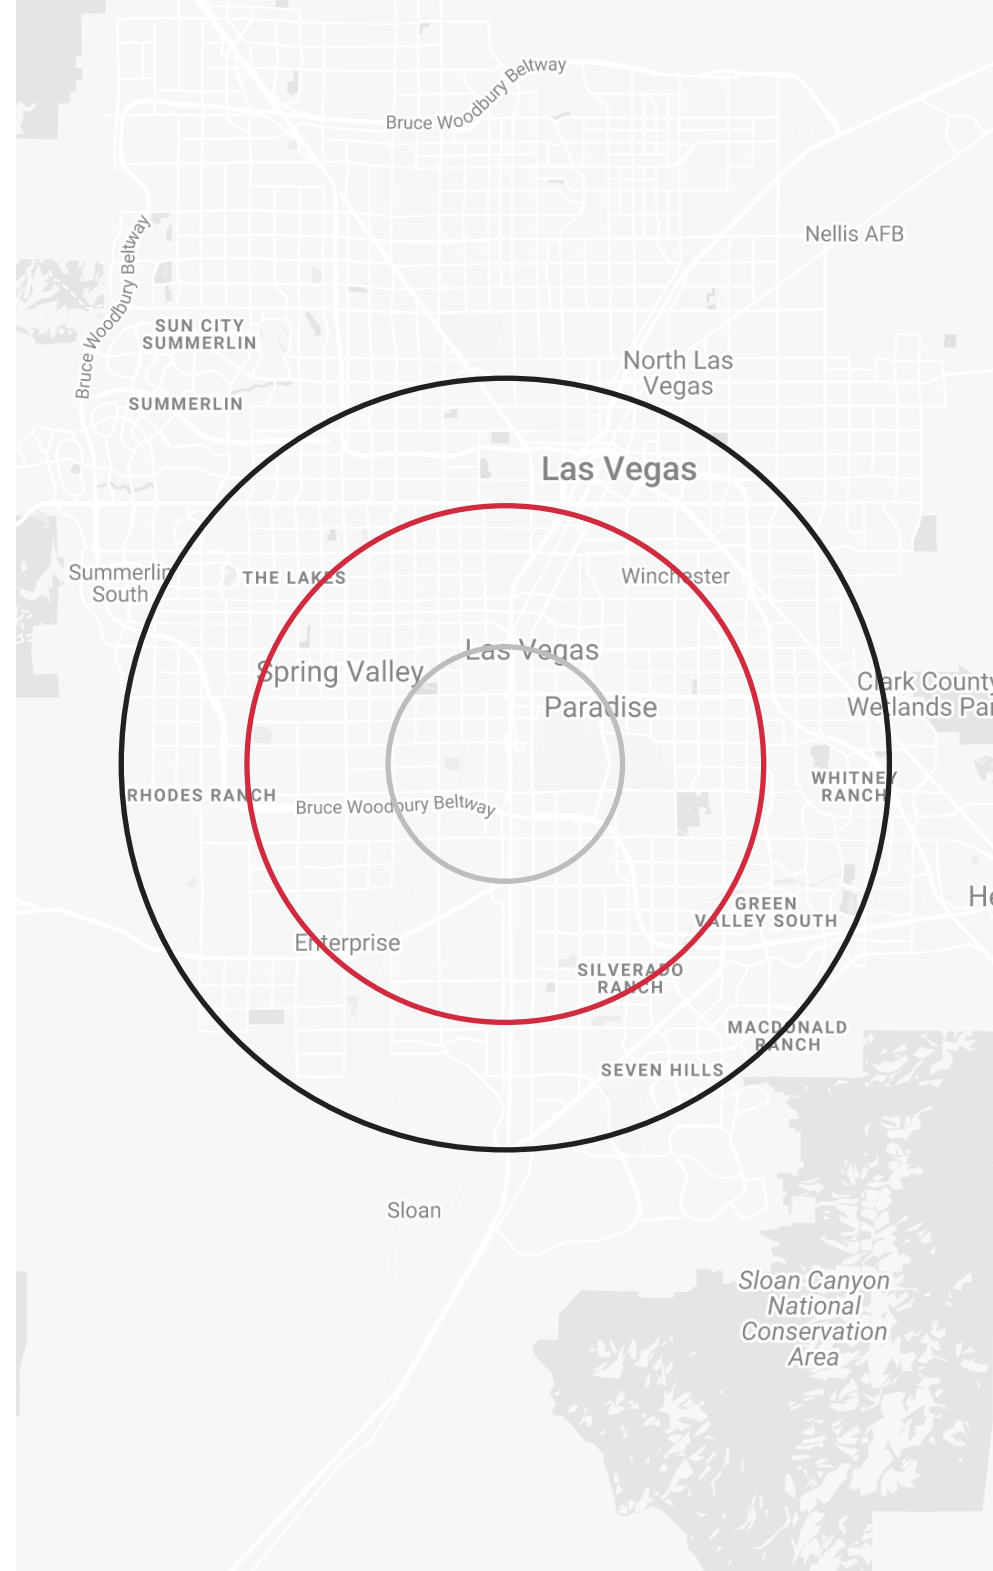 Bruce Woodbury Beltway
Nellis AFB
Bruce Woodbury Beltway
SUN CITY
SUMMERLIN
North Las
Vegas
SUMMERLIN
Las Vegas
Summerlin
South
THE LAKES
Winchester
Las Vegas
Spring Valley
Clark County
Wetlands Par
Paradise
WHITNEY
RANCH
RHODES RANCH
Bruce Woodbury Beltway
He
GREEN
VALLEY SOUTH
Enterprise
SILVERADO
RANCH
MACDONALD
RANCH
SEVEN HILLS
Sloan
Sloan Canyon
National
Conservation
Area